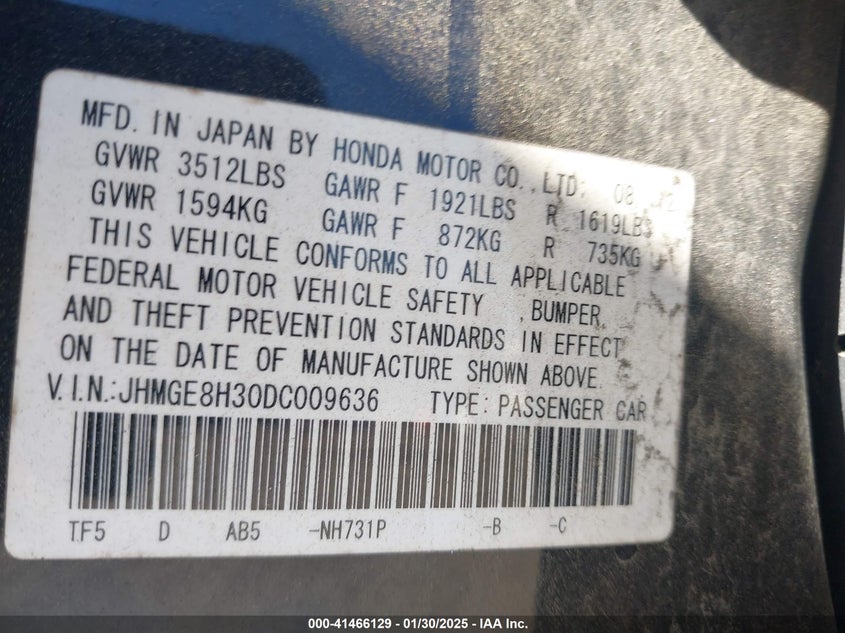 MFD. IN JAPAN BY HONDA MOTOR CO., LTD. 08
GVWR 3512LBS GAWR F 1921LBS R 1619LBS
GVWR 1594KG GAWR F 872KG R 735KG
THIS VEHICLE CONFORMS TO ALL APPLICABLE
FEDERAL MOTOR VEHICLE SAFETY , BUMPER,
AND THEFT PREVENTION STANDARDS IN EFFECT
ON THE DATE OF MANUFACTURE SHOWN ABOVE.
V.I.N.:JHMGE8H30DC009636 TYPE: PASSENGER CAR
TF5 D AB5 -NH731P -B -C
000-41466129 — 01/30/2025 — IAA Inc.